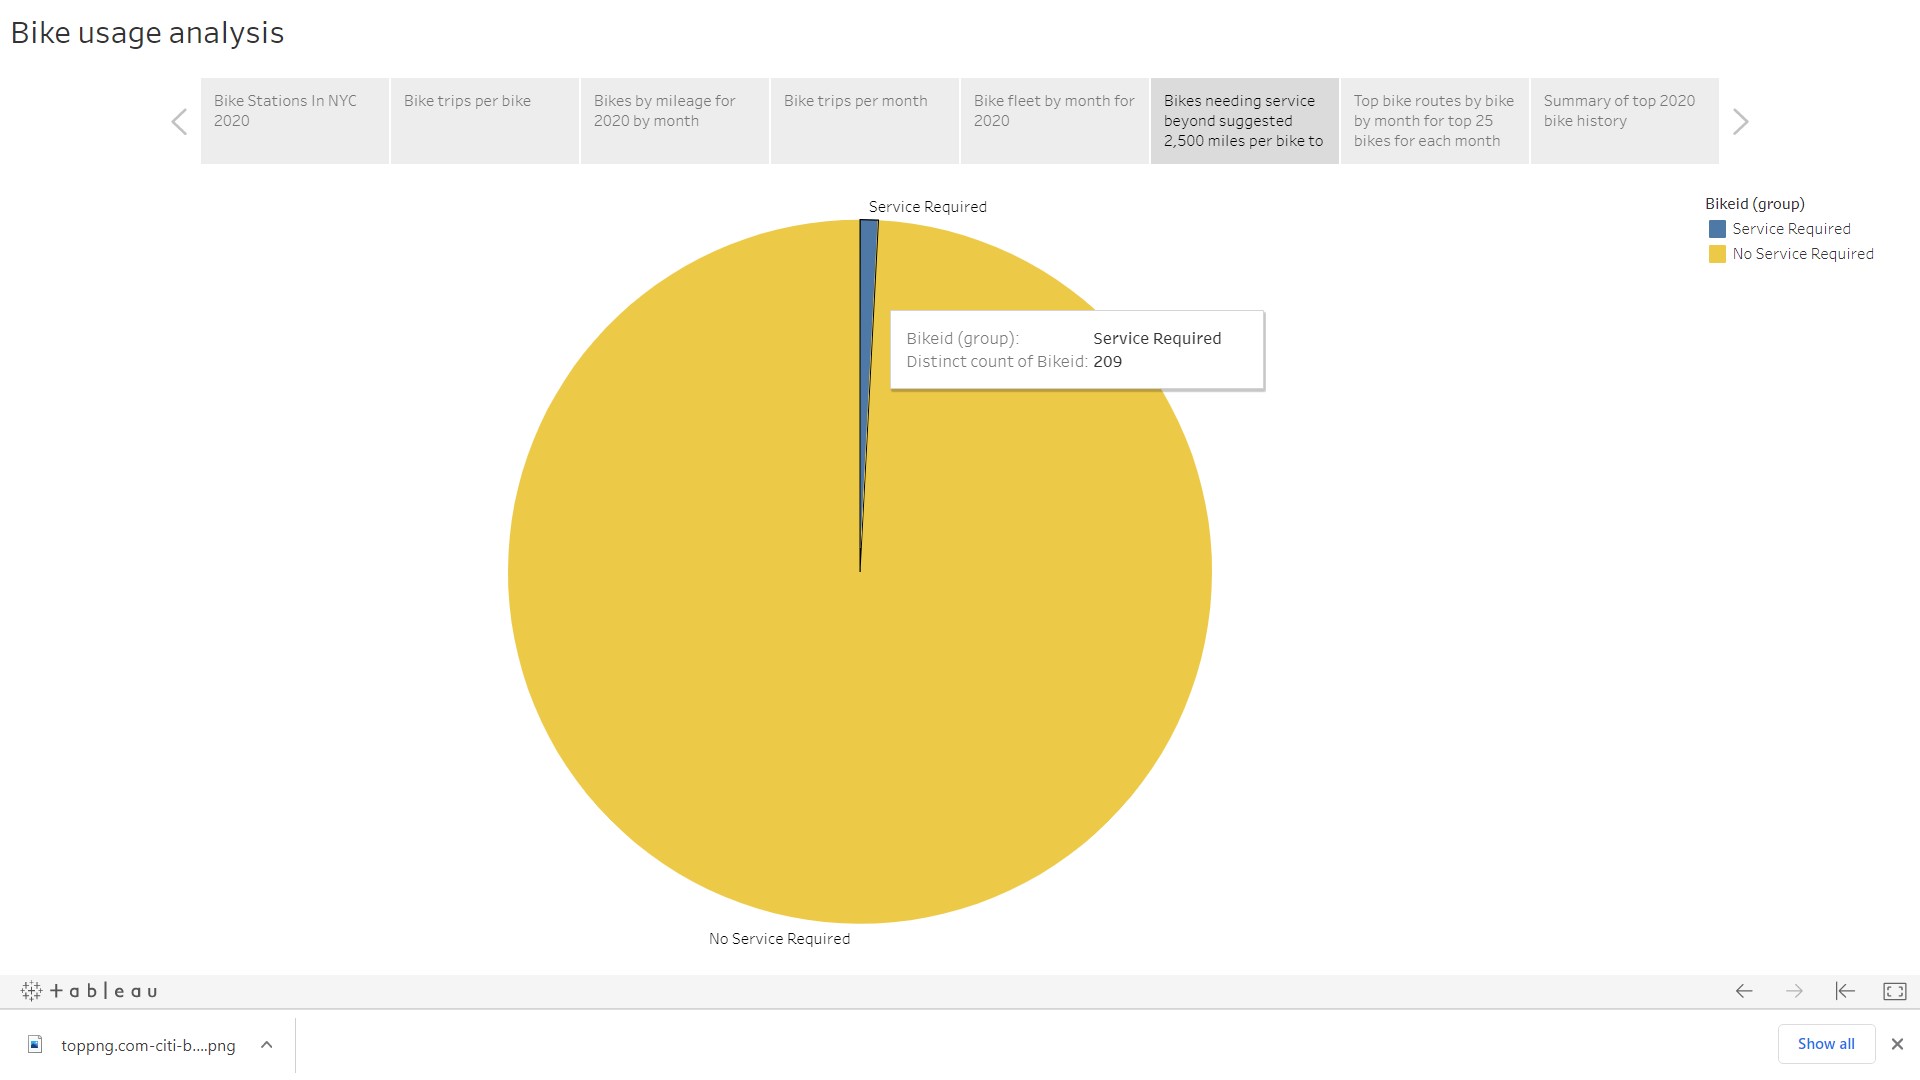 Bike usage analysis
Bike Stations In NYC
2020
Bike trips per bike
Bikes by mileage for
2020 by month
Bike trips per month
Bike fleet by month for
2020
Bikes needing service
beyond suggested
2,500 miles per bike to
Top bike routes by bike
by month for top 25
bikes for each month
Summary of top 2020
bike history
Service Required
Bikeid (group)
Service Required
No Service Required
Bikeid (group): Service Required
Distinct count of Bikeid: 209
No Service Required
tableau
toppng.com-citi-b....png
Show all